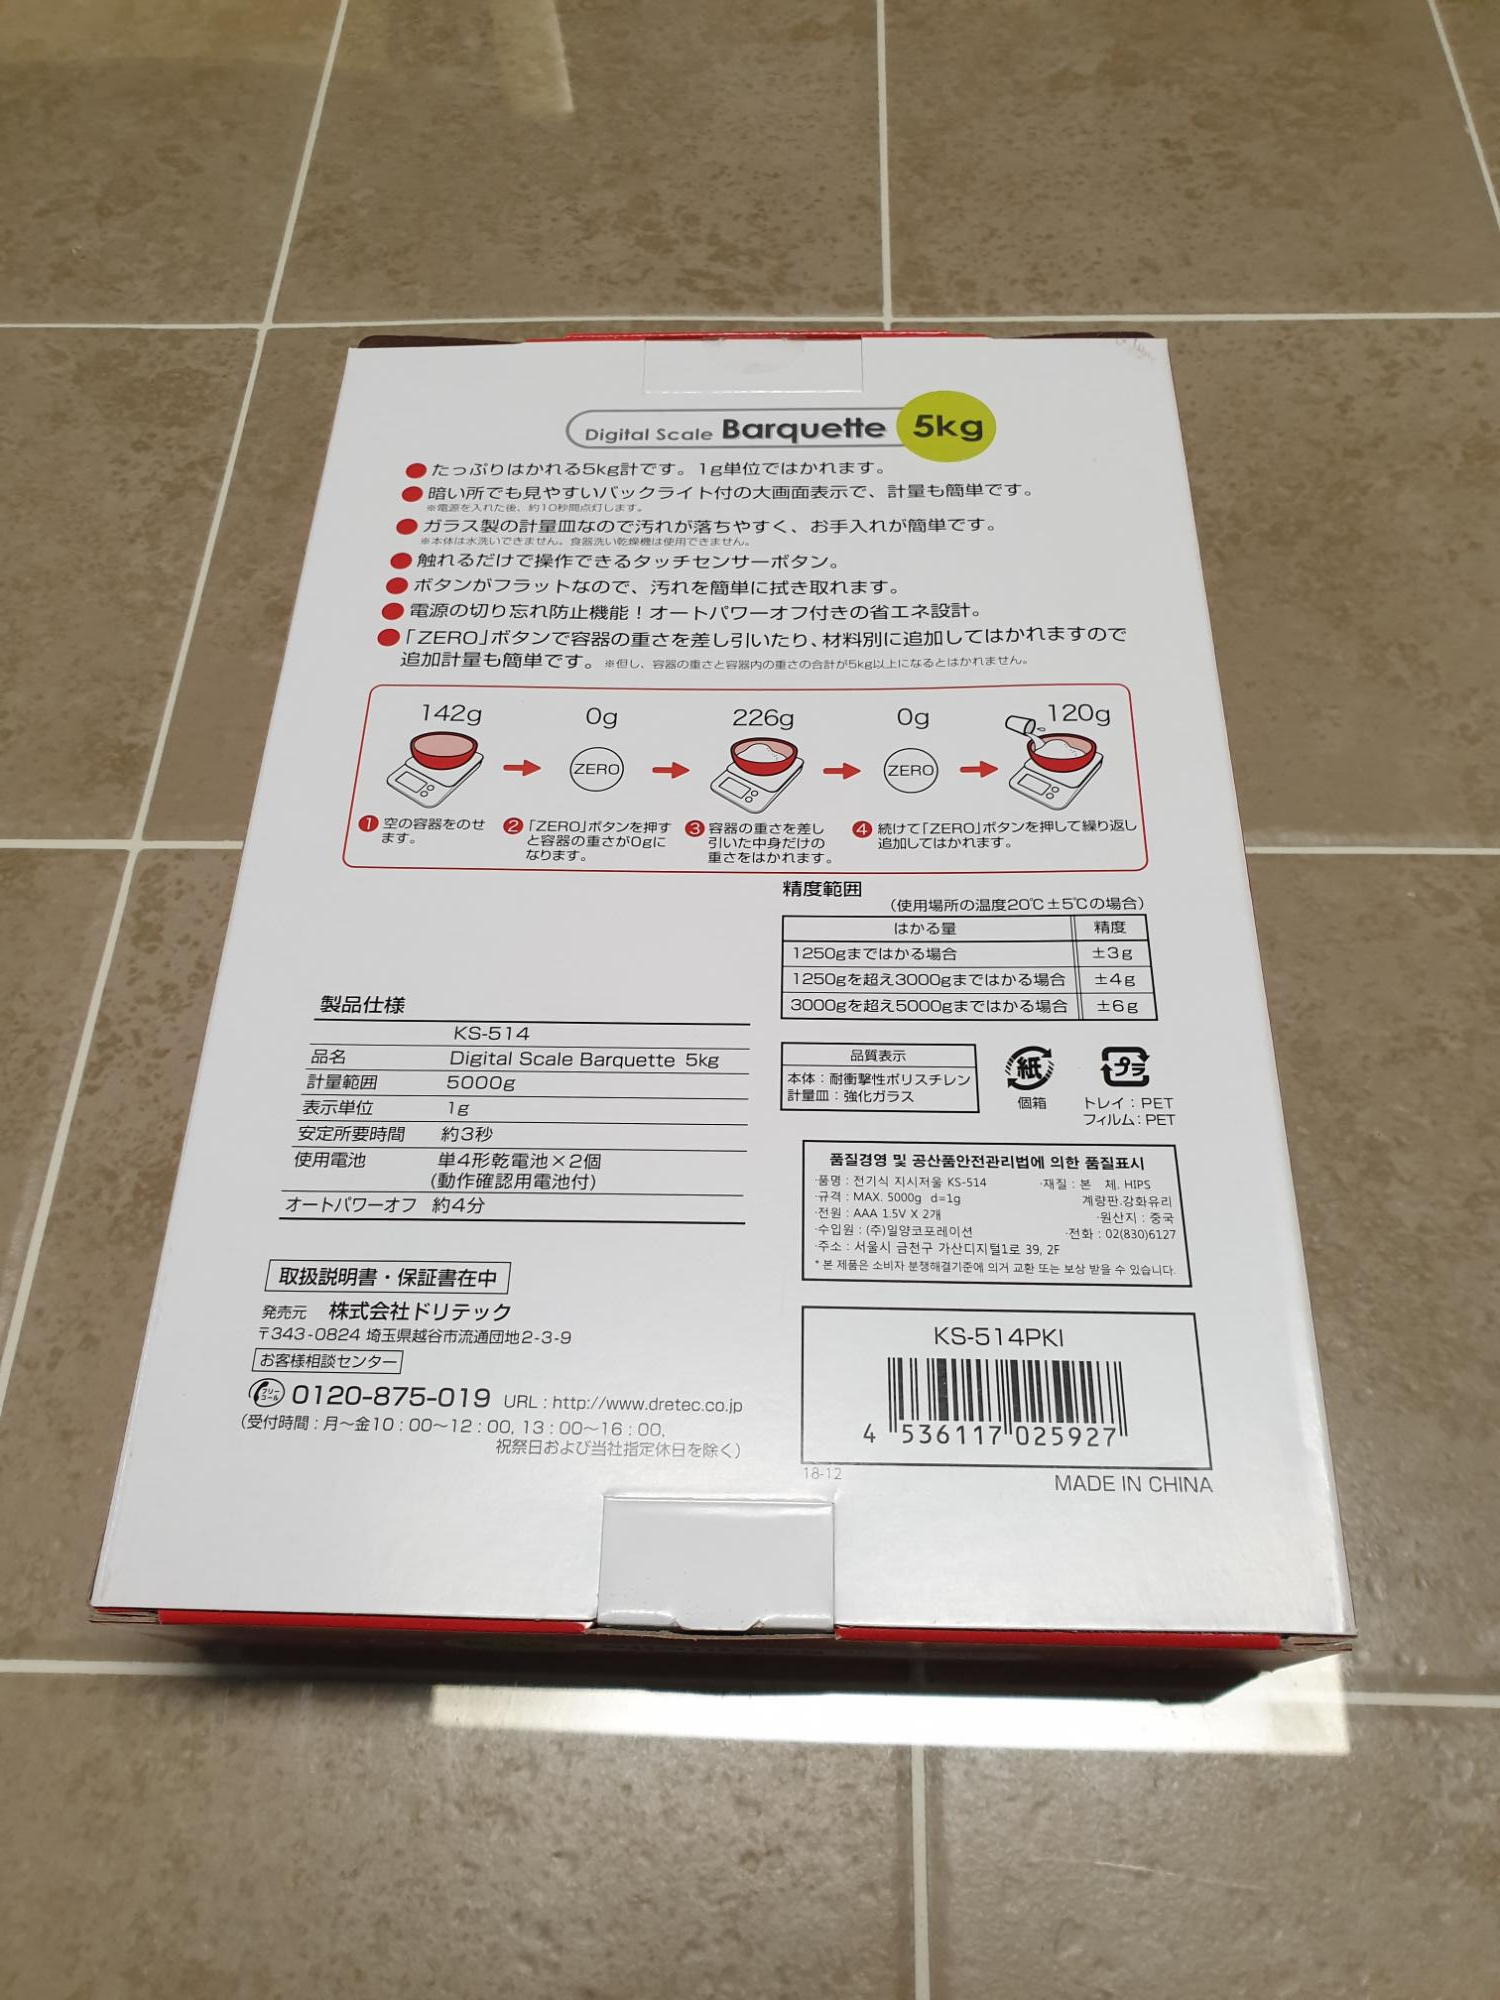 Digital Scale Barquette 5kg
●たっぷりはかれる5kg計です。1g単位ではかれます。
●暗い所でも見やすいバックライト付の大画面表示で、計量も簡単です。
※電源を入れた後、約10秒間点灯します。
●ガラス製の計量皿なので汚れが落ちやすく、お手入れが簡単です。
※本体は水洗いできません。食器洗い乾燥機は使用できません。
●触れるだけで操作できるタッチセンサーボタン。
●ボタンがフラットなので、汚れを簡単に拭き取れます。
●電源の切り忘れ防止機能！オートパワーオフ付きの省エネ設計。
●「ZERO」ボタンで容器の重さを差し引いたり、材料別に追加してはかれますので
追加計量も簡単です。※但し、容器の重さと容器内の重さの合計が5kg以上になるとはかれません。
142g 0g 226g 0g 120g
ZERO ZERO
1 空の容器をのせ
ます。
2 「ZERO」ボタンを押す
と容器の重さが0gに
なります。
3 容器の重さを差し
引いた中身だけの
重さをはかれます。
4 続けて「ZERO」ボタンを押して繰り返し
追加してはかれます。
精度範囲
（使用場所の温度20℃±5℃の場合）
はかる量 精度
1250gまではかる場合 ±3g
1250gを超え3000gまではかる場合 ±4g
3000gを超え5000gまではかる場合 ±6g
製品仕様
KS-514
品名 Digital Scale Barquette 5kg
計量範囲 5000g
表示単位 1g
安定所要時間 約3秒
使用電池 単4形乾電池×2個
(動作確認用電池付)
オートパワーオフ 約4分
品質表示
本体：耐衝撃性ポリスチレン
計量皿：強化ガラス
紙
個箱
プラ
トレイ：PET
フィルム：PET
품질경영 및 공산품안전관리법에 의한 품질표시
·품명 : 전기식 지시저울 KS-514 ·재질 : 본 체. HIPS
·규격 : MAX. 5000g d=1g 계량판.강화유리
·전원 : AAA 1.5V X 2개 ·원산지 : 중국
·수입원 : (주)일양코포레이션 ·전화 : 02(830)6127
·주소 : 서울시 금천구 가산디지털1로 39, 2F
* 본 제품은 소비자 분쟁해결기준에 의거 교환 또는 보상 받을 수 있습니다.
取扱説明書・保証書在中
発売元 株式会社ドリテック
〒343-0824 埼玉県越谷市流通団地2-3-9
お客様相談センター
フリーコール 0120-875-019 URL : http://www.dretec.co.jp
（受付時間：月〜金10：00〜12：00, 13：00〜16：00,
祝祭日および当社指定休日を除く）
KS-514PKI
4 536117 025927
18-12
MADE IN CHINA